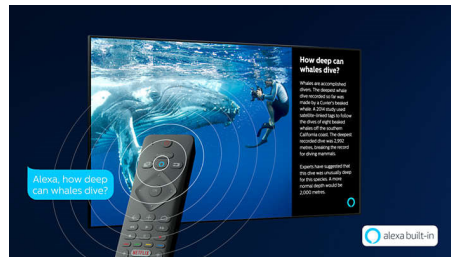 How deep can
whales dive?
Whales are accomplished
divers. The deepest whale
dive recorded so far was
made by a Cuvier's beaked
whale. A 2014 study used
satellite-linked tags to follow
the dives of eight beaked
whales off the southern
California coast. The deepest
recorded dive was 2,992
metres, breaking the record
for diving mammals.
Experts have suggested that
this dive was unusually deep
for this species. A more
normal depth would be
2,000 metres.
Alexa, how deep
can whales dive?
NETFLIX
alexa built-in